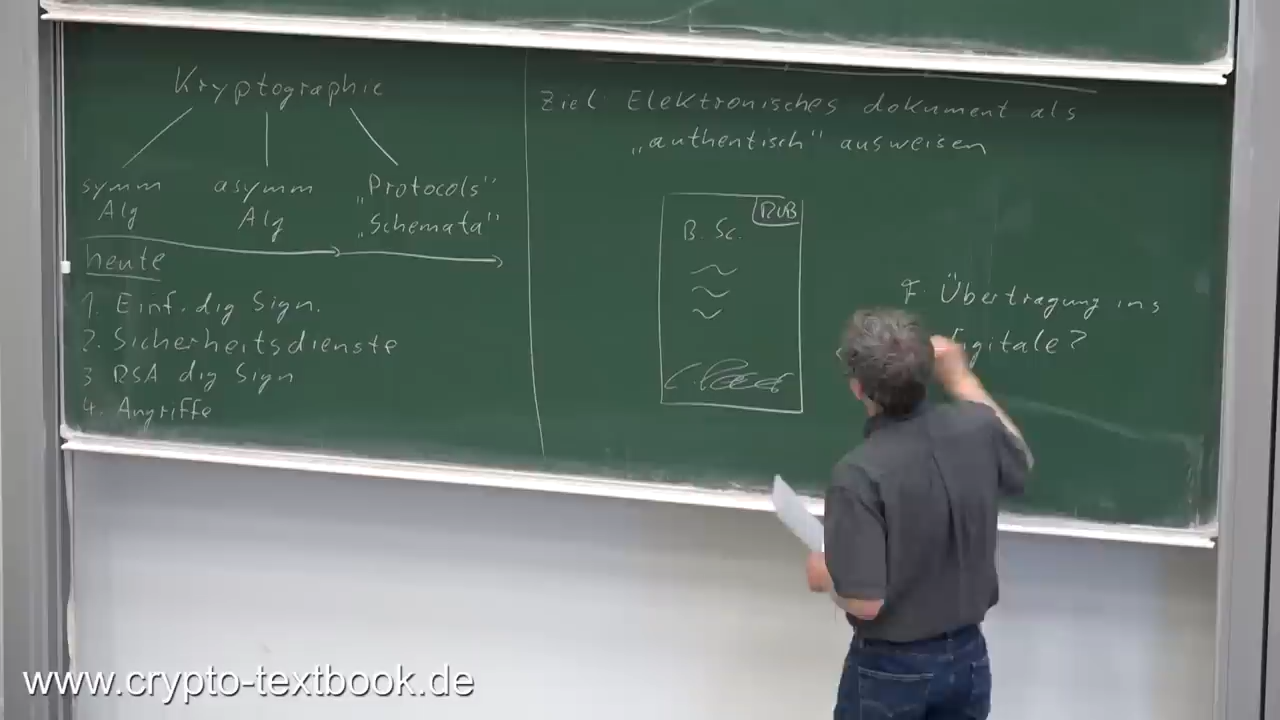 Kryptographie
symm asymm „Protocols"
Alg Alg „Schemata"
heute
1. Einf. dig Sign.
2. Sicherheitsdienste
3 RSA dig Sign
4. Angriffe
Ziel: Elektronisches dokument als
„authentisch" ausweisen
RUB
B. Sc.
F: Übertragung ins
Digitale?
www.crypto-textbook.de